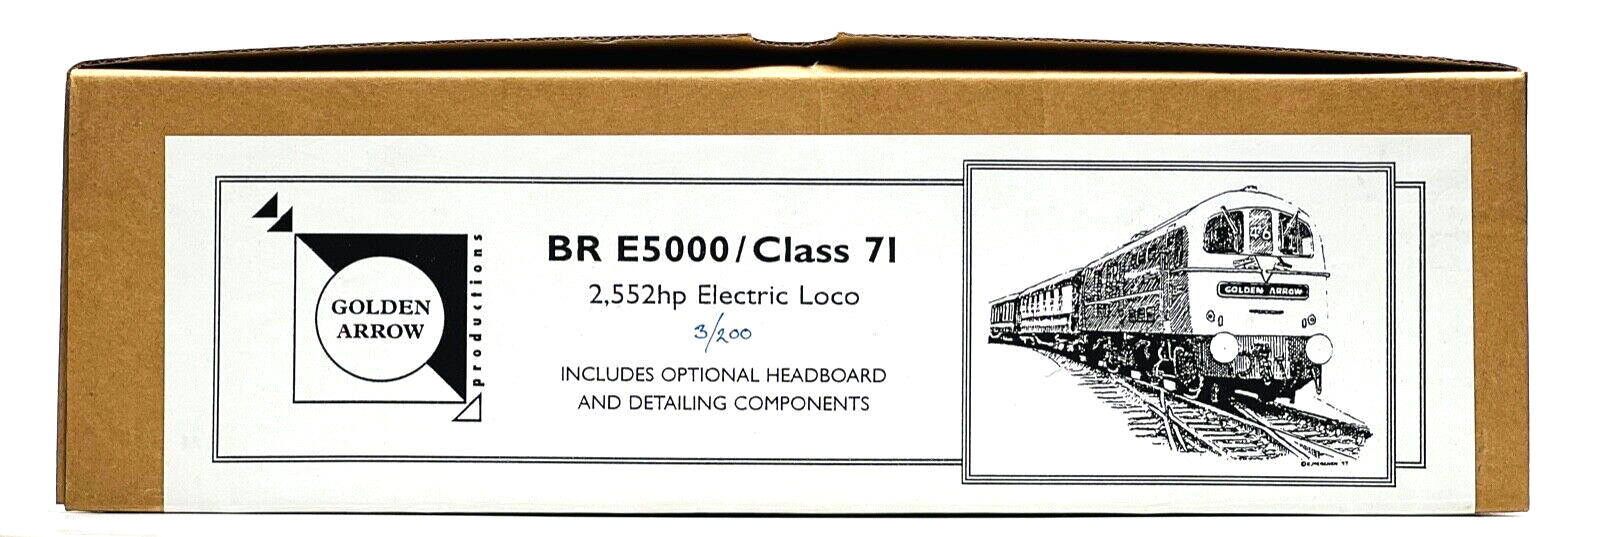 GOLDEN
ARROW
productions
BR E5000/Class 71
2,552hp Electric Loco
3/200
INCLUDES OPTIONAL HEADBOARD
AND DETAILING COMPONENTS
GOLDEN ARROW